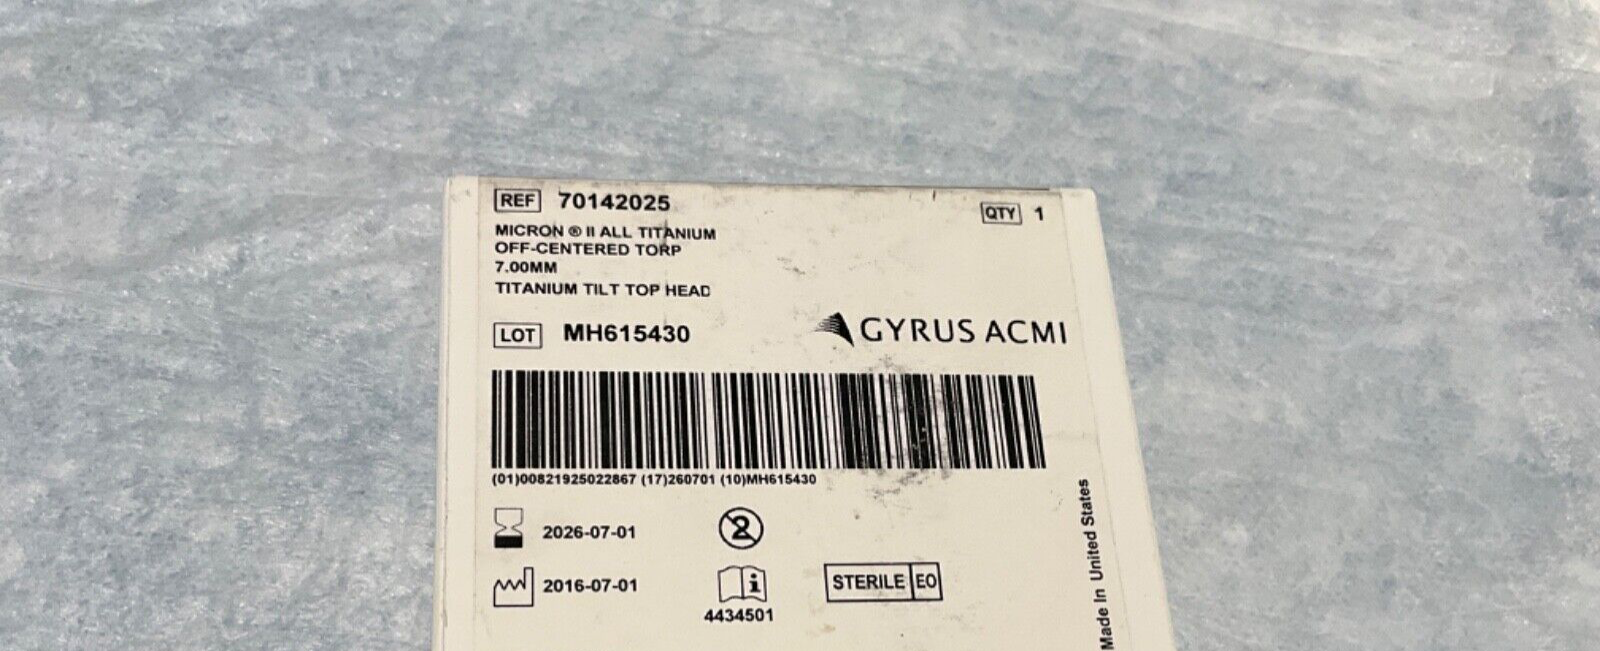 REF 70142025
QTY 1
MICRON ® II ALL TITANIUM
OFF-CENTERED TORP
7.00MM
TITANIUM TILT TOP HEAD
LOT MH615430
GYRUS ACMI
(01)00821925022867 (17)260701 (10)MH615430
2026-07-01
2
2016-07-01
i
STERILE EO
4434501
Made In United States